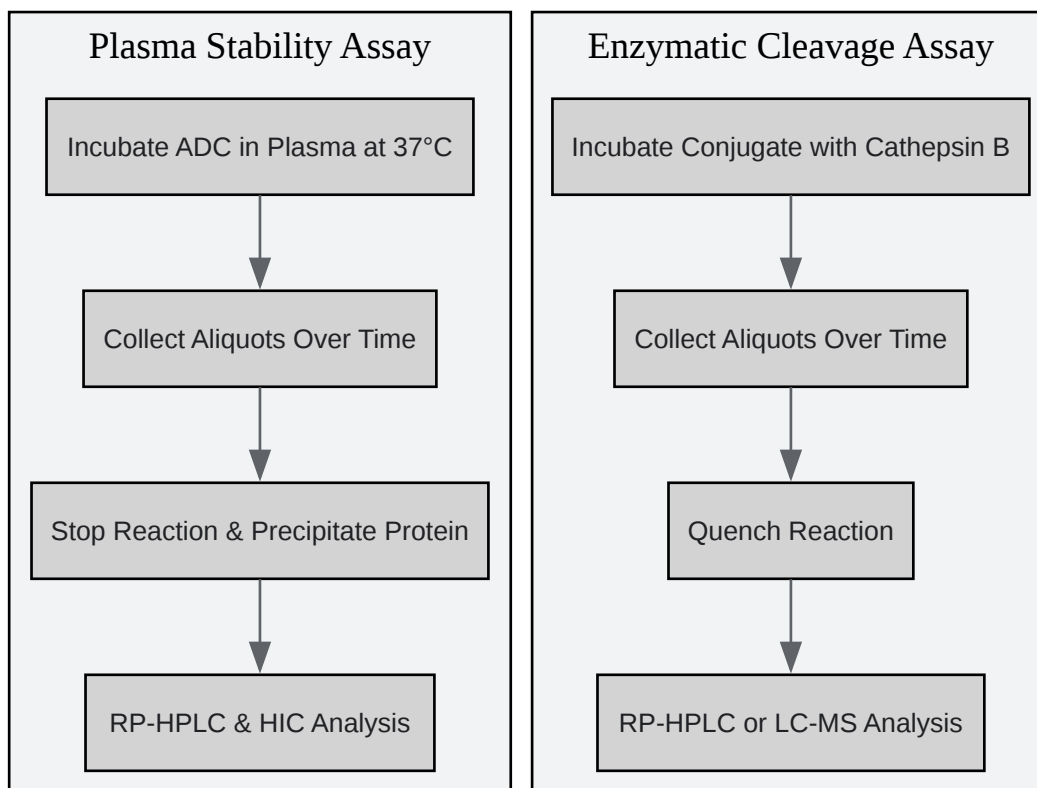 Plasma Stability Assay
Incubate ADC in Plasma at 37°C
Collect Aliquots Over Time
Stop Reaction & Precipitate Protein
RP-HPLC & HIC Analysis
Enzymatic Cleavage Assay
Incubate Conjugate with Cathepsin B
Collect Aliquots Over Time
Quench Reaction
RP-HPLC or LC-MS Analysis